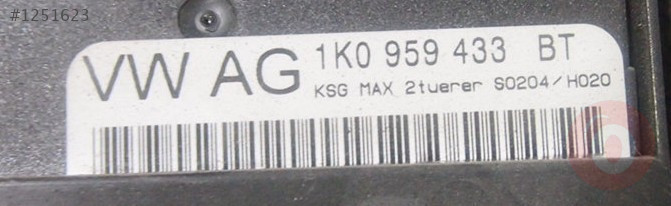 #1251623
VW AG 1K0 959 433 BT
KSG MAX 2tuerer S0204/H020